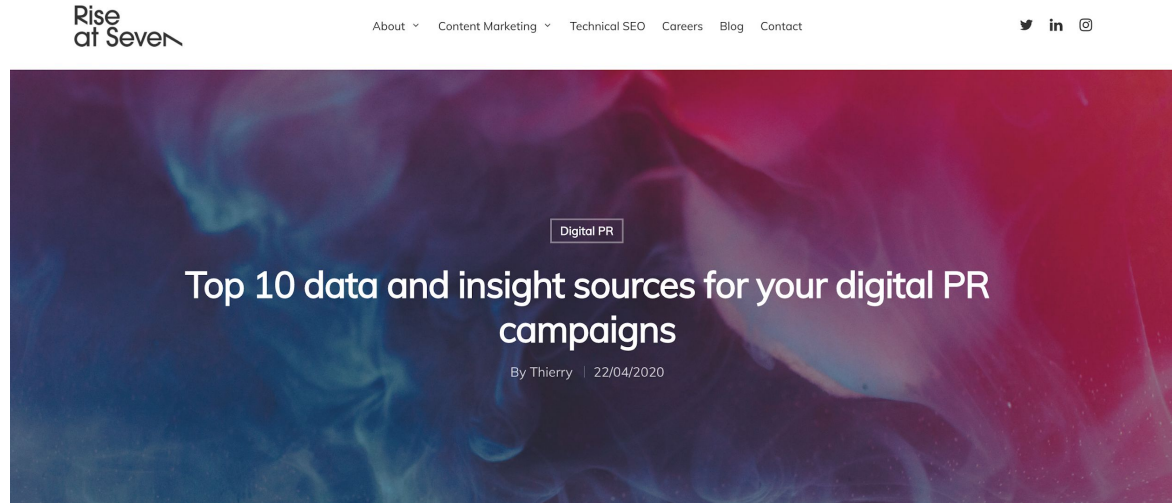 Rise
at Seven
About Content Marketing Technical SEO Careers Blog Contact
Digital PR
Top 10 data and insight sources for your digital PR
campaigns
By Thierry 22/04/2020